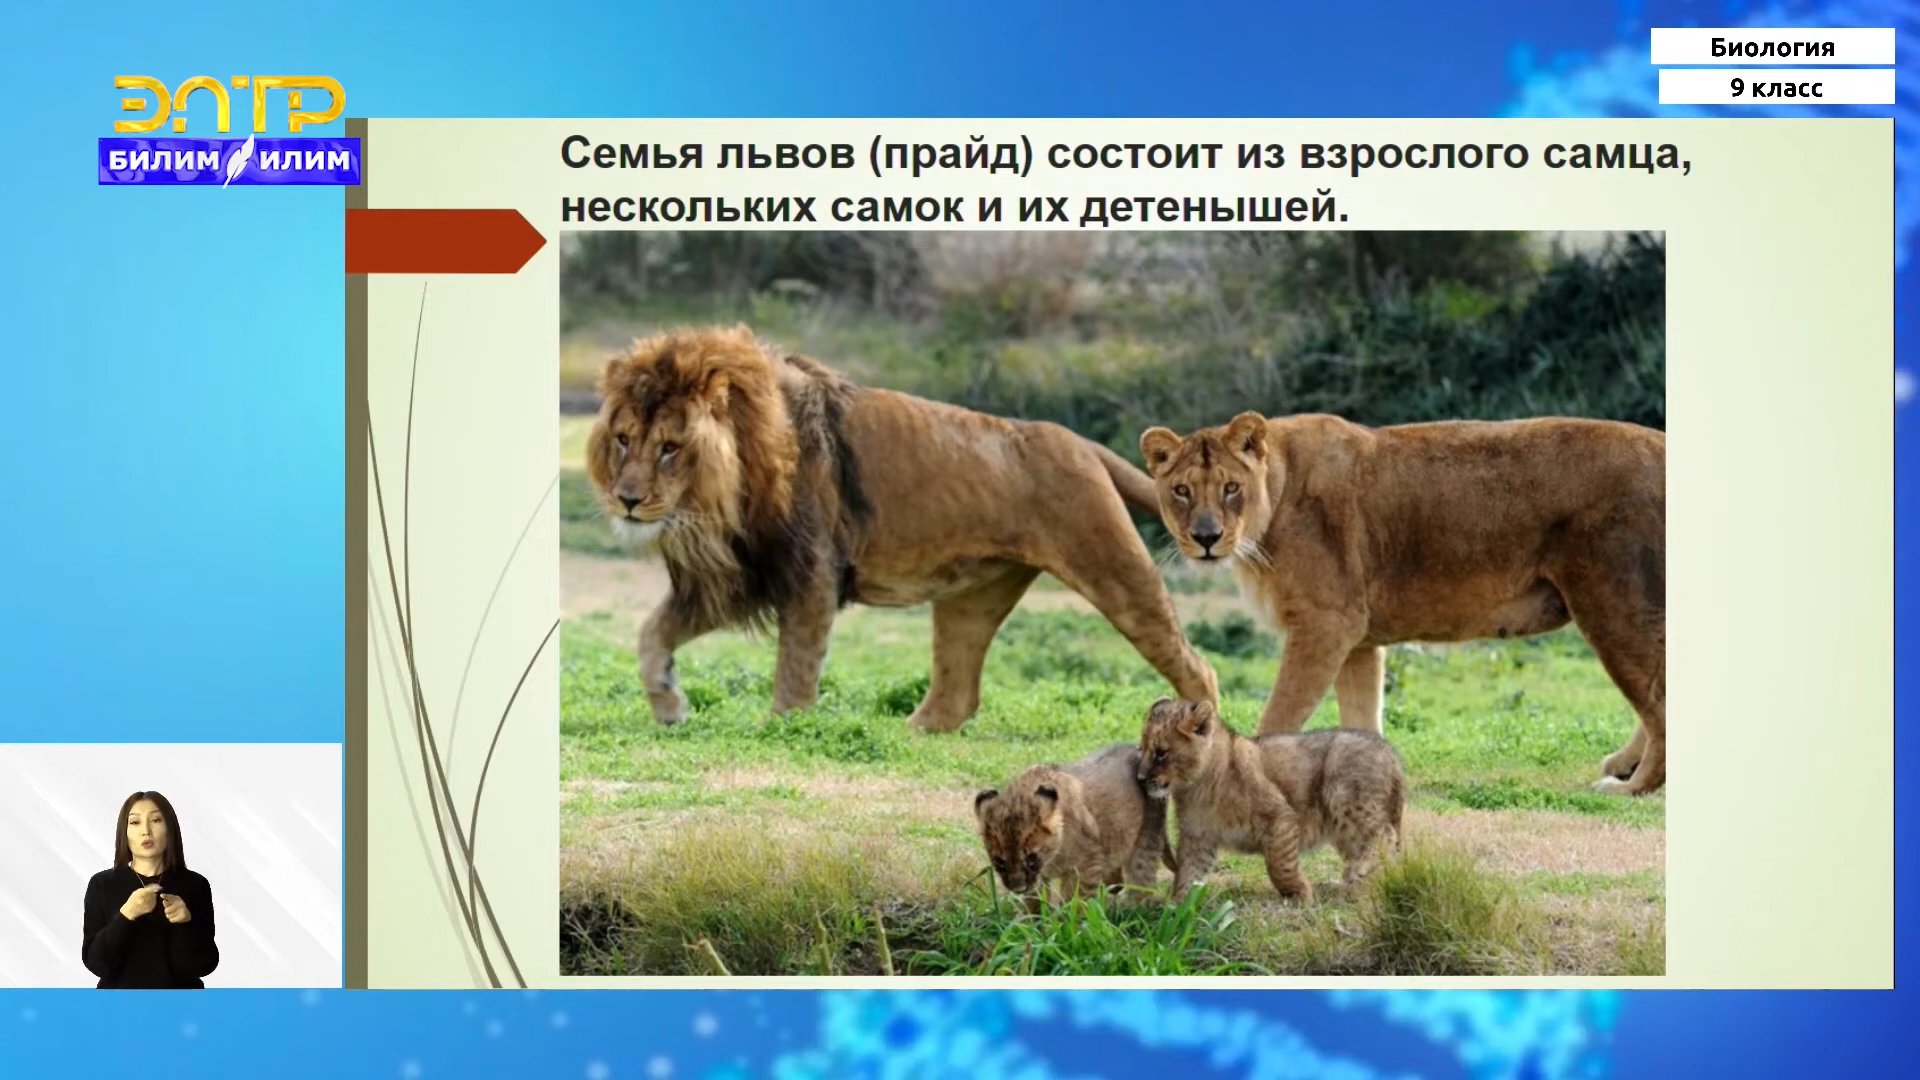 Биология
9 класс
ЭЛТР
БИЛИМ ИЛИМ
Семья львов (прайд) состоит из взрослого самца,
нескольких самок и их детенышей.